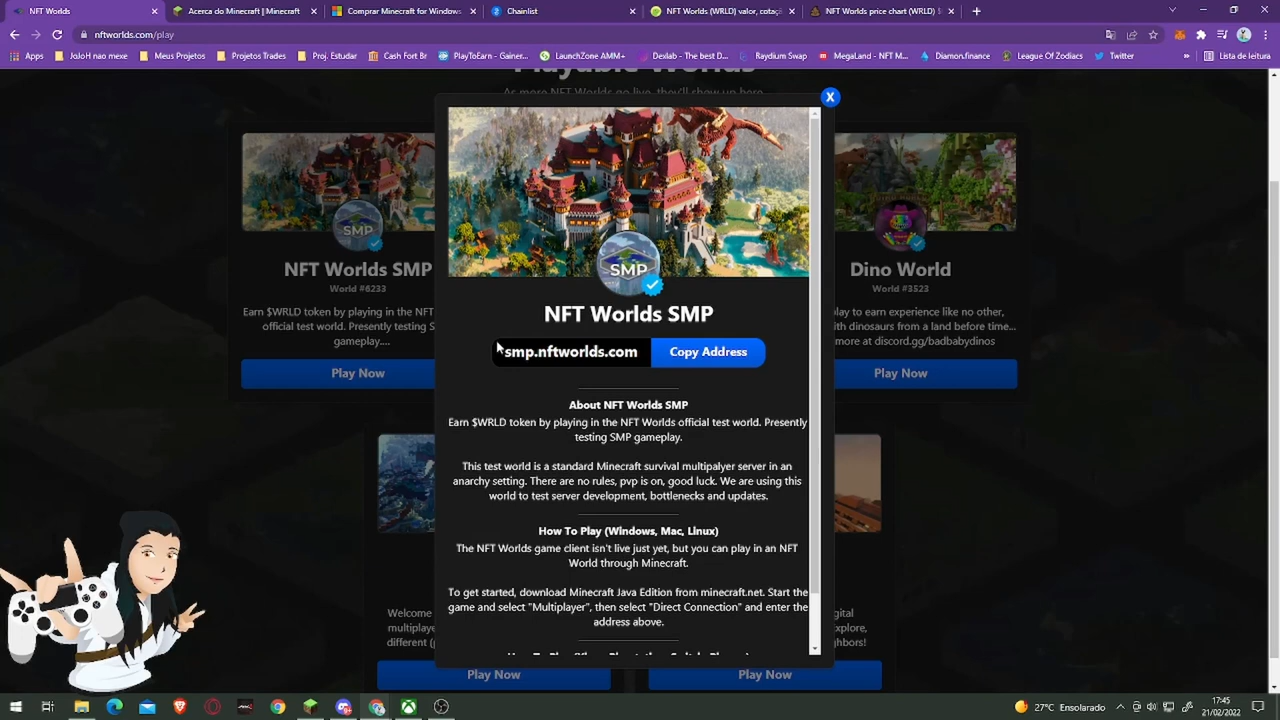 NFT Worlds
Acerca do Minecraft
Minecraft for Windows
Chainlist
NFT Worlds (WRLD) valor, cotaç
NFT Worlds price chart (WRLD)
nftworlds.com/play
Apps
JoJoH nao mexe
Meus Projetos
Projetos Trades
Proj. Estudar
Cash Fort Br
PlayToEarn - Gainer...
LaunchZone AMM+
Dexlab - The best D...
Raydium Swap
MegaLand - NFT M...
Diamon.finance
League Of Zodiacs
Twitter
Lista de leitura
Playable Worlds
As more NFT Worlds go live, they'll show up here.
SMP
NFT Worlds SMP
World #6233
Earn $WRLD token by playing in the NFT
official test world. Presently testing S
gameplay....
Play Now
X
SMP
NFT Worlds SMP
smp.nftworlds.com
Copy Address
About NFT Worlds SMP
Earn $WRLD token by playing in the NFT Worlds official test world. Presently
testing SMP gameplay.
This test world is a standard Minecraft survival multipalyer server in an
anarchy setting. There are no rules, pvp is on, good luck. We are using this
world to test server development, bottlenecks and updates.
How To Play (Windows, Mac, Linux)
The NFT Worlds game client isn't live just yet, but you can play in an NFT
World through Minecraft.
To get started, download Minecraft Java Edition from minecraft.net. Start the
game and select "Multiplayer", then select "Direct Connection" and enter the
address above.
Dino World
World #3523
play to earn experience like no other,
ith dinosaurs from a land before time...
more at discord.gg/badbabydinos
Play Now
Welcome
multiplaye
different (
Play Now
gital
xplore,
ghbors!
Play Now
27°C Ensolarado
17:45
21/02/2022